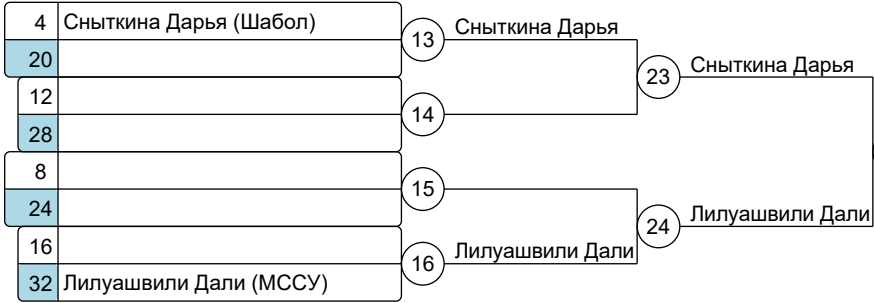 4 Сныткина Дарья (Шабол)
20
12
28
8
24
16
32 Лилуашвили Дали (МССУ)
13 Сныткина Дарья
14
15
16 Лилуашвили Дали
23 Сныткина Дарья
24 Лилуашвили Дали